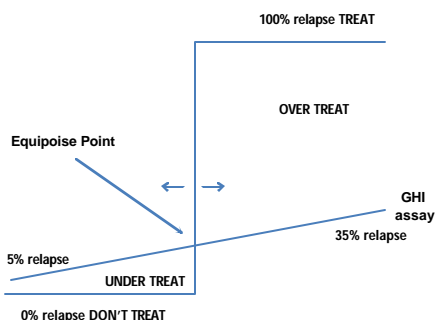 100% relapse TREAT
OVER TREAT
Equipoise Point
GHI
assay
35% relapse
5% relapse
UNDER TREAT
0% relapse DON'T TREAT